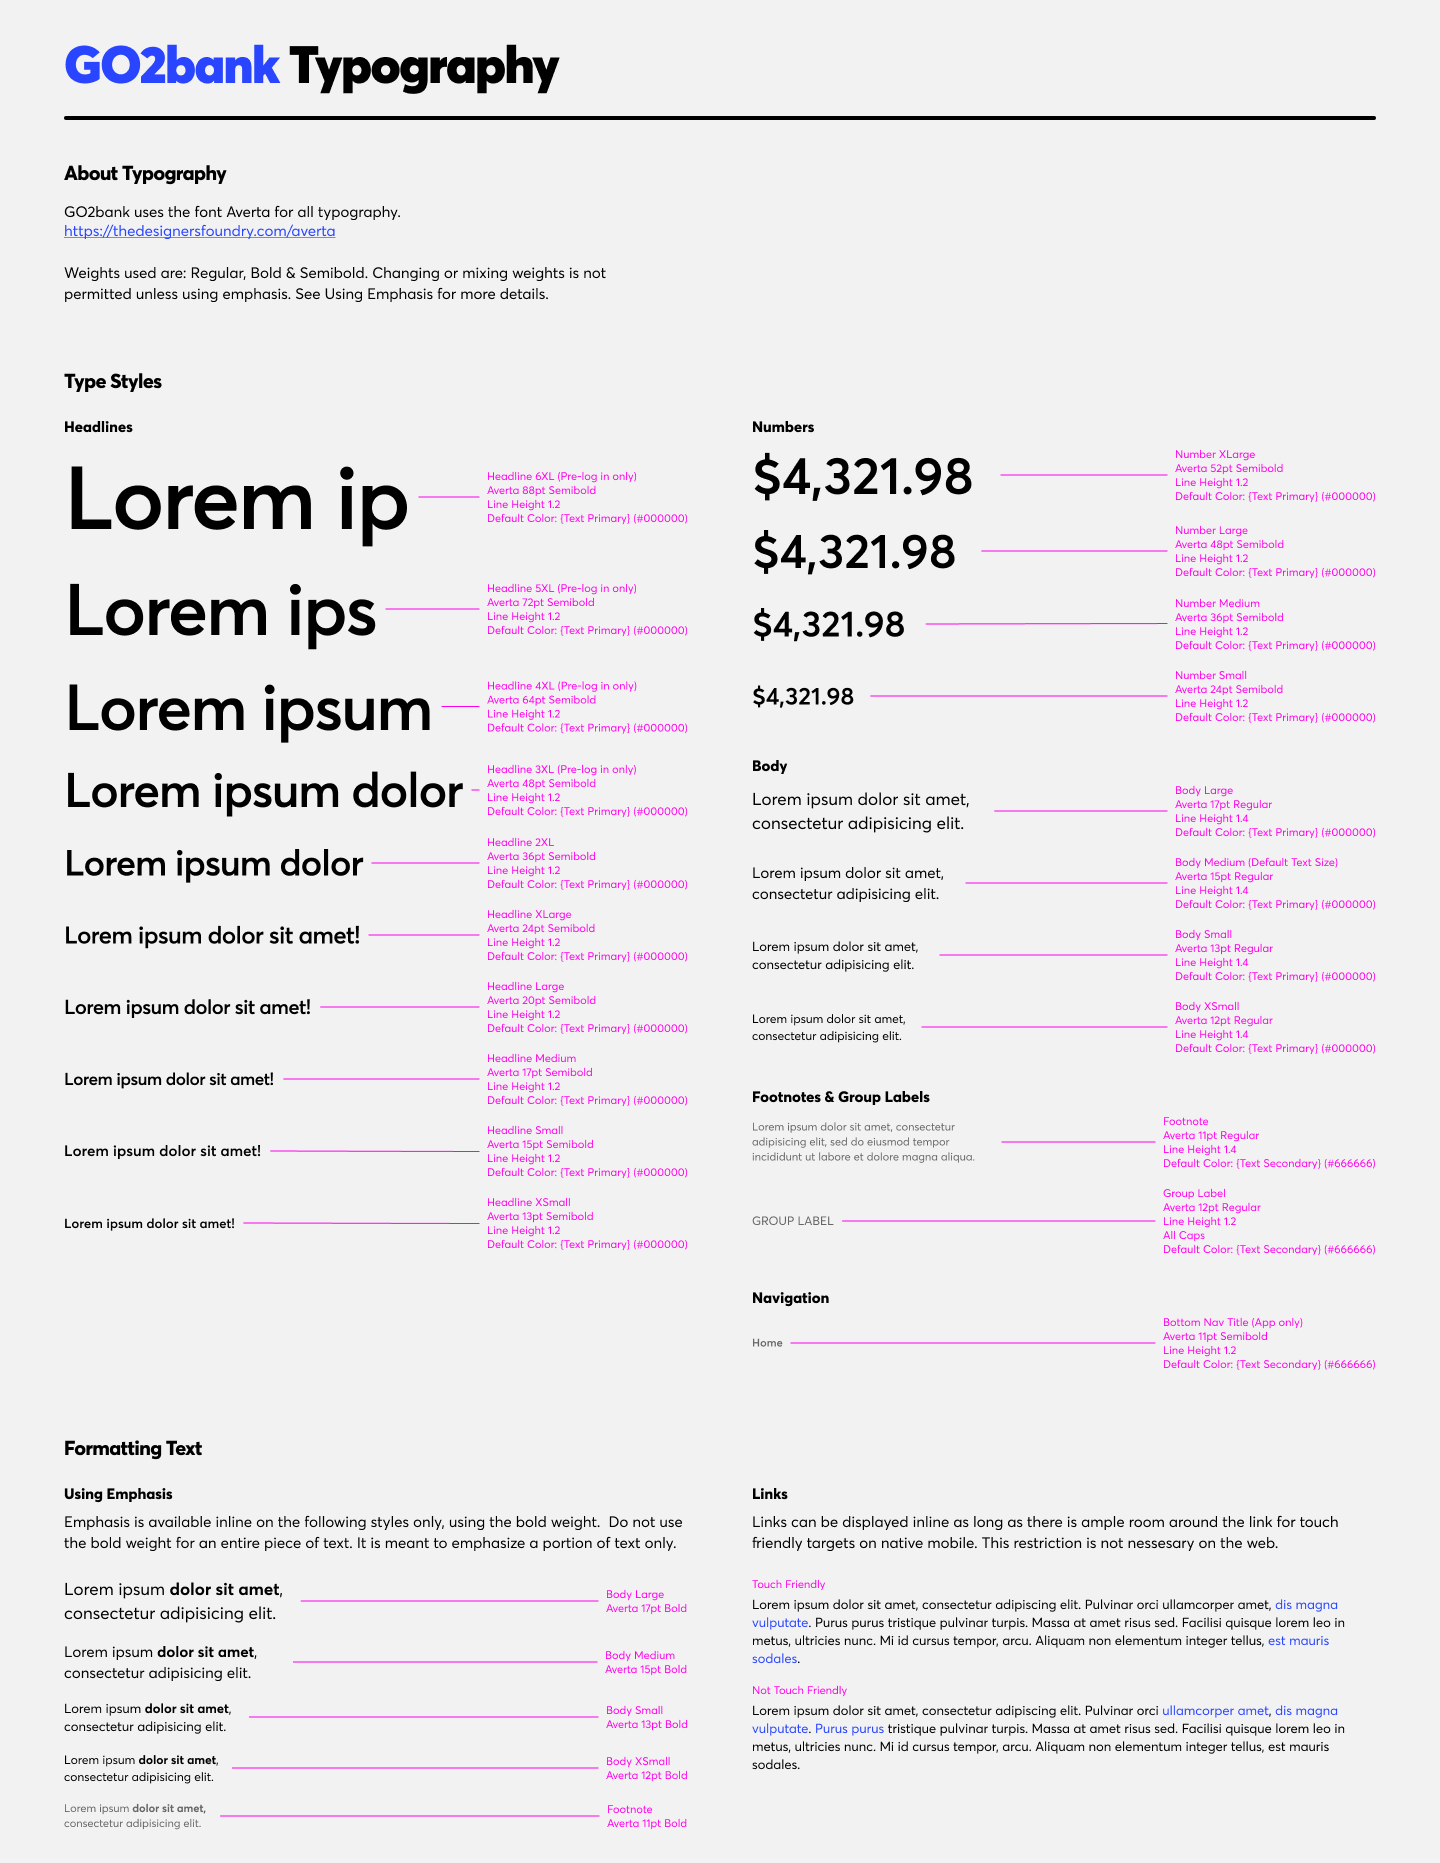 GO2bank Typography
About Typography
GO2bank uses the font Averta for all typography.
https://thedesignersfoundry.com/averta
Weights used are: Regular, Bold & Semibold. Changing or mixing weights is not
permitted unless using emphasis. See Using Emphasis for more details.
Type Styles
Headlines
Lorem ip
Headline 6XL (Pre-log in only)
Averta 88pt Semibold
Line Height 1.2
Default Color: {Text Primary} (#000000)
Lorem ips
Headline 5XL (Pre-log in only)
Averta 72pt Semibold
Line Height 1.2
Default Color: {Text Primary} (#000000)
Lorem ipsum
Headline 4XL (Pre-log in only)
Averta 64pt Semibold
Line Height 1.2
Default Color: {Text Primary} (#000000)
Lorem ipsum dolor
Headline 3XL (Pre-log in only)
Averta 48pt Semibold
Line Height 1.2
Default Color: {Text Primary} (#000000)
Lorem ipsum dolor
Headline 2XL
Averta 36pt Semibold
Line Height 1.2
Default Color: {Text Primary} (#000000)
Lorem ipsum dolor sit amet!
Headline XLarge
Averta 24pt Semibold
Line Height 1.2
Default Color: {Text Primary} (#000000)
Lorem ipsum dolor sit amet!
Headline Large
Averta 20pt Semibold
Line Height 1.2
Default Color: {Text Primary} (#000000)
Lorem ipsum dolor sit amet!
Headline Medium
Averta 17pt Semibold
Line Height 1.2
Default Color: {Text Primary} (#000000)
Lorem ipsum dolor sit amet!
Headline Small
Averta 15pt Semibold
Line Height 1.2
Default Color: {Text Primary} (#000000)
Lorem ipsum dolor sit amet!
Headline XSmall
Averta 13pt Semibold
Line Height 1.2
Default Color: {Text Primary} (#000000)
Numbers
$4,321.98
Number XLarge
Averta 52pt Semibold
Line Height 1.2
Default Color: {Text Primary} (#000000)
$4,321.98
Number Large
Averta 48pt Semibold
Line Height 1.2
Default Color: {Text Primary} (#000000)
$4,321.98
Number Medium
Averta 36pt Semibold
Line Height 1.2
Default Color: {Text Primary} (#000000)
$4,321.98
Number Small
Averta 24pt Semibold
Line Height 1.2
Default Color: {Text Primary} (#000000)
Body
Lorem ipsum dolor sit amet,
consectetur adipisicing elit.
Body Large
Averta 17pt Regular
Line Height 1.4
Default Color: {Text Primary} (#000000)
Lorem ipsum dolor sit amet,
consectetur adipisicing elit.
Body Medium (Default Text Size)
Averta 15pt Regular
Line Height 1.4
Default Color: {Text Primary} (#000000)
Lorem ipsum dolor sit amet,
consectetur adipisicing elit.
Body Small
Averta 13pt Regular
Line Height 1.4
Default Color: {Text Primary} (#000000)
Lorem ipsum dolor sit amet,
consectetur adipisicing elit.
Body XSmall
Averta 12pt Regular
Line Height 1.4
Default Color: {Text Primary} (#000000)
Footnotes & Group Labels
Lorem ipsum dolor sit amet, consectetur
adipisicing elit, sed do eiusmod tempor
incididunt ut labore et dolore magna aliqua.
Footnote
Averta 11pt Regular
Line Height 1.4
Default Color: {Text Secondary} (#666666)
GROUP LABEL
Group Label
Averta 12pt Regular
Line Height 1.2
All Caps
Default Color: {Text Secondary} (#666666)
Navigation
Home
Bottom Nav Title (App only)
Averta 11pt Semibold
Line Height 1.2
Default Color: {Text Secondary} (#666666)
Formatting Text
Using Emphasis
Emphasis is available inline on the following styles only, using the bold weight.  Do not use
the bold weight for an entire piece of text. It is meant to emphasize a portion of text only.
Lorem ipsum dolor sit amet,
consectetur adipisicing elit.
Body Large
Averta 17pt Bold
Lorem ipsum dolor sit amet,
consectetur adipisicing elit.
Body Medium
Averta 15pt Bold
Lorem ipsum dolor sit amet,
consectetur adipisicing elit.
Body Small
Averta 13pt Bold
Lorem ipsum dolor sit amet,
consectetur adipisicing elit.
Body XSmall
Averta 12pt Bold
Lorem ipsum dolor sit amet,
consectetur adipisicing elit.
Footnote
Averta 11pt Bold
Links
Links can be displayed inline as long as there is ample room around the link for touch
friendly targets on native mobile. This restriction is not nessesary on the web.
Touch Friendly
Lorem ipsum dolor sit amet, consectetur adipiscing elit. Pulvinar orci ullamcorper amet, dis magna
vulputate. Purus purus tristique pulvinar turpis. Massa at amet risus sed. Facilisi quisque lorem leo in
metus, ultricies nunc. Mi id cursus tempor, arcu. Aliquam non elementum integer tellus, est mauris
sodales.
Not Touch Friendly
Lorem ipsum dolor sit amet, consectetur adipiscing elit. Pulvinar orci ullamcorper amet, dis magna
vulputate. Purus purus tristique pulvinar turpis. Massa at amet risus sed. Facilisi quisque lorem leo in
metus, ultricies nunc. Mi id cursus tempor, arcu. Aliquam non elementum integer tellus, est mauris
sodales.